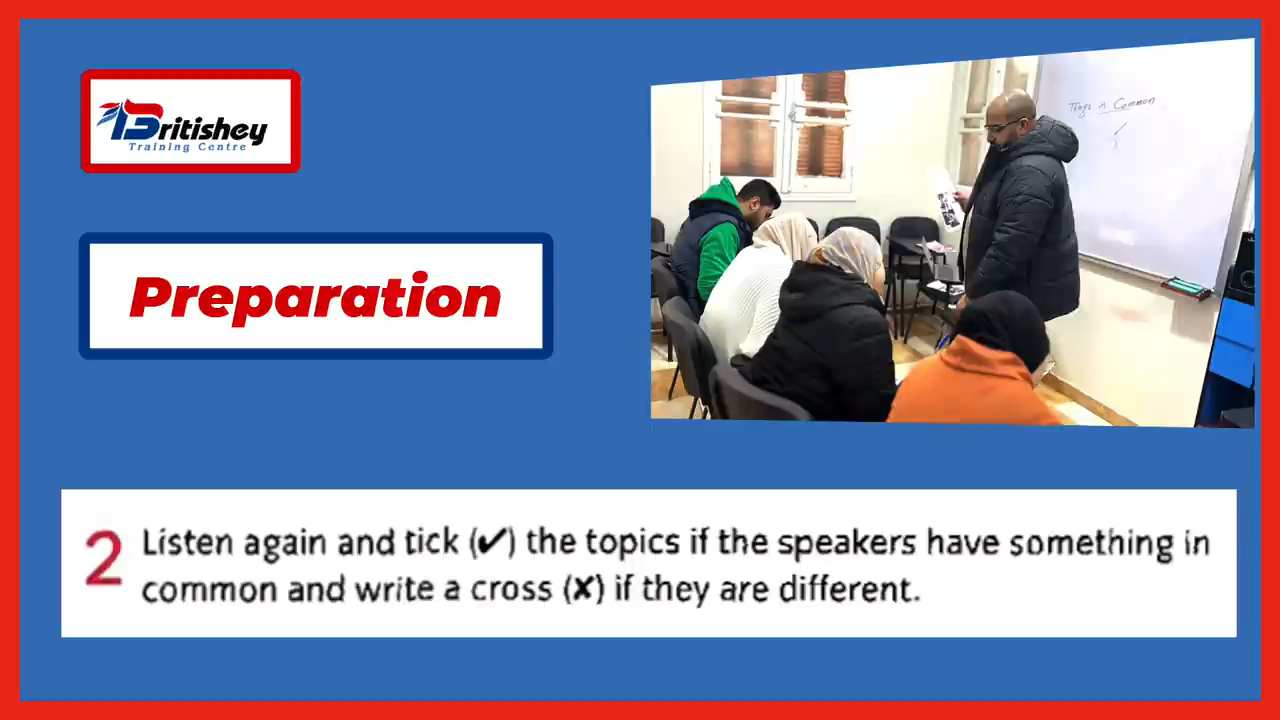 Britishey
Training Centre
Preparation
Things in Common
✓
x
2 Listen again and tick (✔) the topics if the speakers have something in
common and write a cross (✘) if they are different.